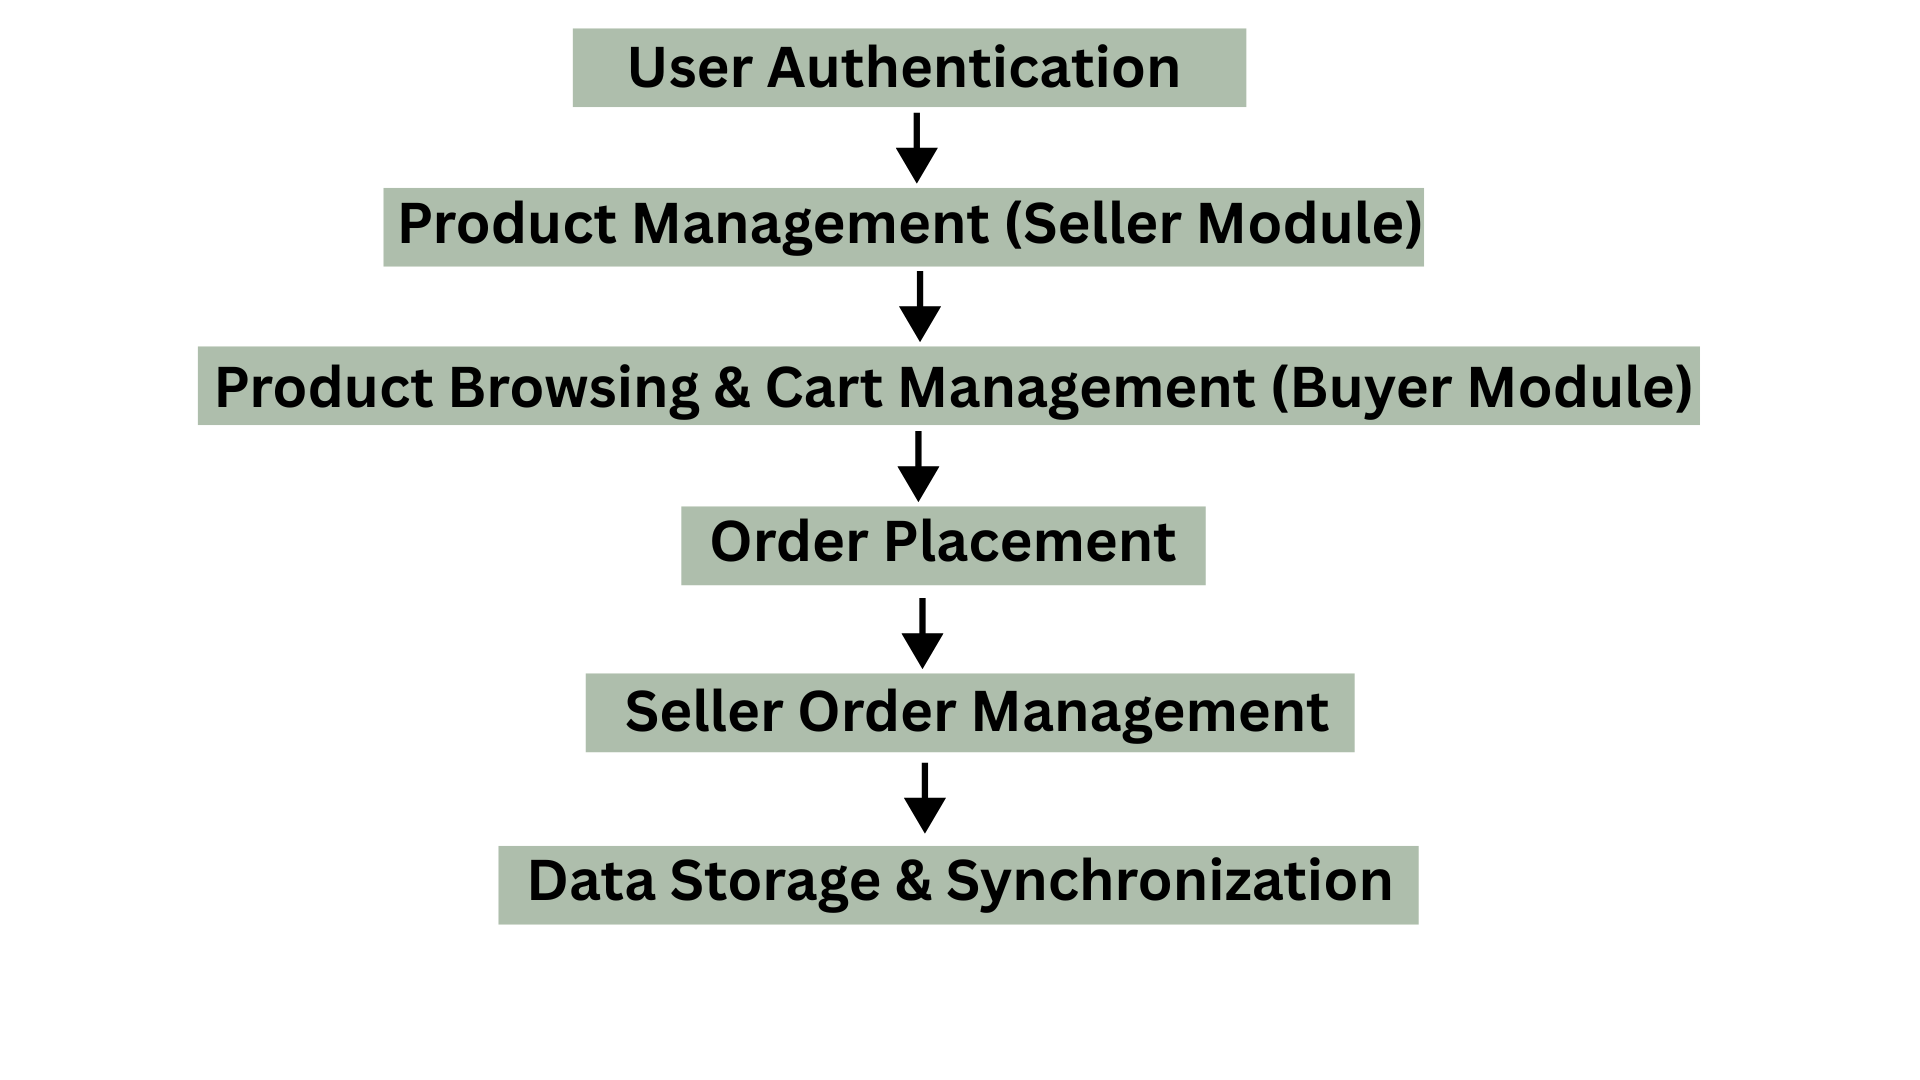 User Authentication
Product Management (Seller Module)
Product Browsing & Cart Management (Buyer Module)
Order Placement
Seller Order Management
Data Storage & Synchronization